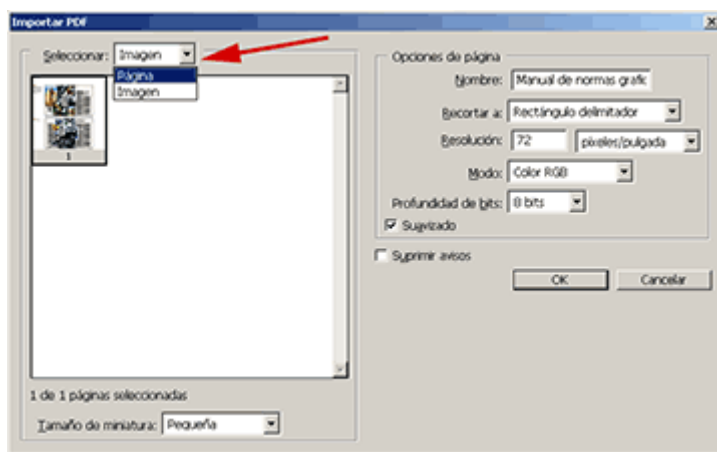 Importar PDF
Seleccionar: Imagen
Página
Imagen
1
1 de 1 páginas seleccionadas
Tamaño de miniatura: Pequeña
Opciones de página
Nombre: Manual de normas grafic
Recortar a: Rectángulo delimitador
Resolución: 72 píxeles/pulgada
Modo: Color RGB
Profundidad de bits: 8 bits
Suavizado
Suprimir avisos
OK Cancelar